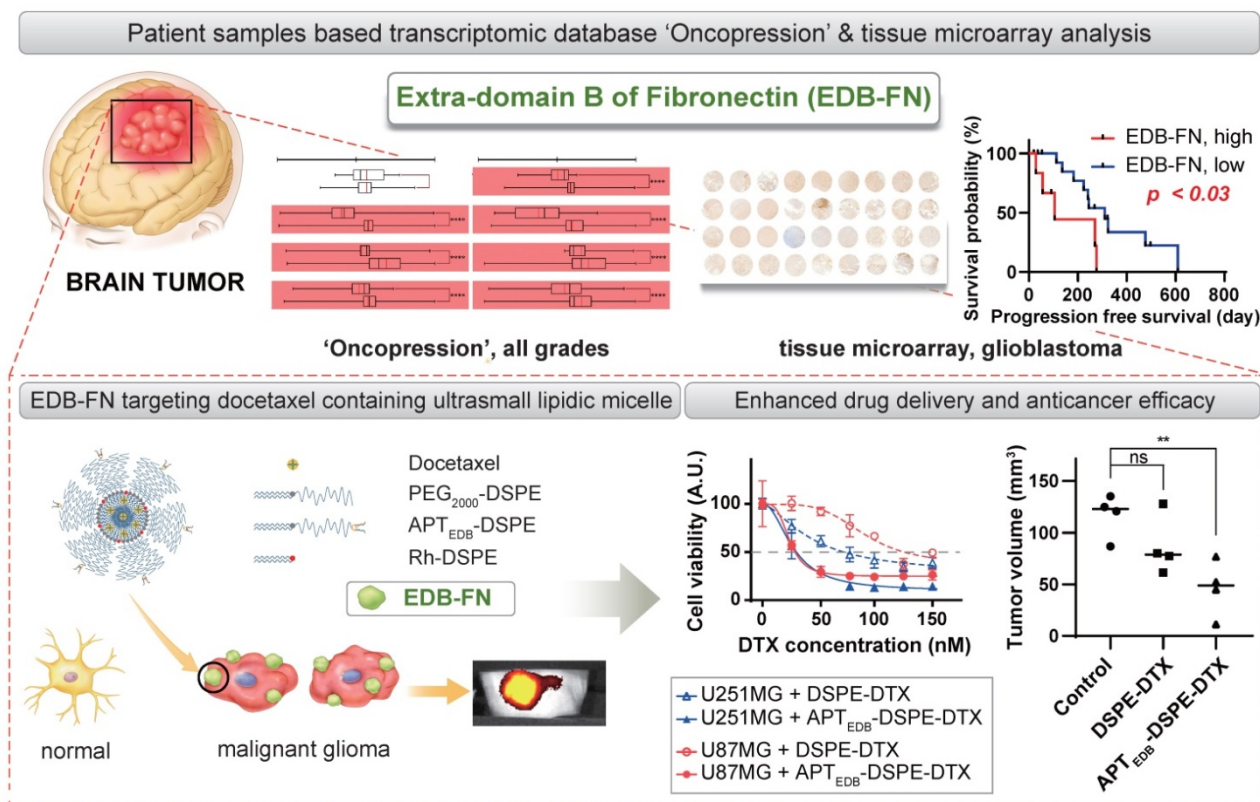 Patient samples based transcriptomic database 'Oncopression' & tissue microarray analysis
Extra-domain B of Fibronectin (EDB-FN)
BRAIN TUMOR
****
****
****
****
****
****
****
'Oncopression', all grades
tissue microarray, glioblastoma
EDB-FN, high
EDB-FN, low
p < 0.03
Survival probability (%)
100
50
0
0 200 400 600 800
Progression free survival (day)
EDB-FN targeting docetaxel containing ultrasmall lipidic micelle
Docetaxel
PEG2000-DSPE
APTEDB-DSPE
Rh-DSPE
EDB-FN
normal
malignant glioma
Enhanced drug delivery and anticancer efficacy
Cell viability (A.U.)
100
50
0
0 50 100 150
DTX concentration (nM)
U251MG + DSPE-DTX
U251MG + APTEDB-DSPE-DTX
U87MG + DSPE-DTX
U87MG + APTEDB-DSPE-DTX
Tumor volume (mm³)
150
100
50
0
**
ns
Control
DSPE-DTX
APTEDB-DSPE-DTX